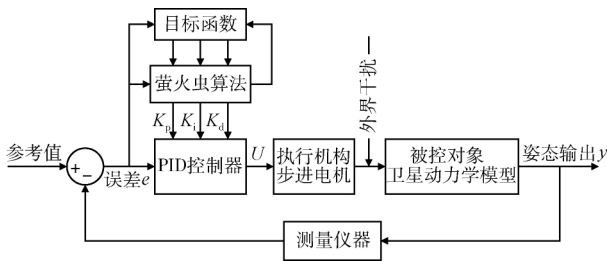 目标函数
萤火虫算法
Kp Ki Kd
外界干扰
参考值
+
−
误差e
PID控制器
U
执行机构
步进电机
被控对象
卫星动力学模型
姿态输出y
测量仪器